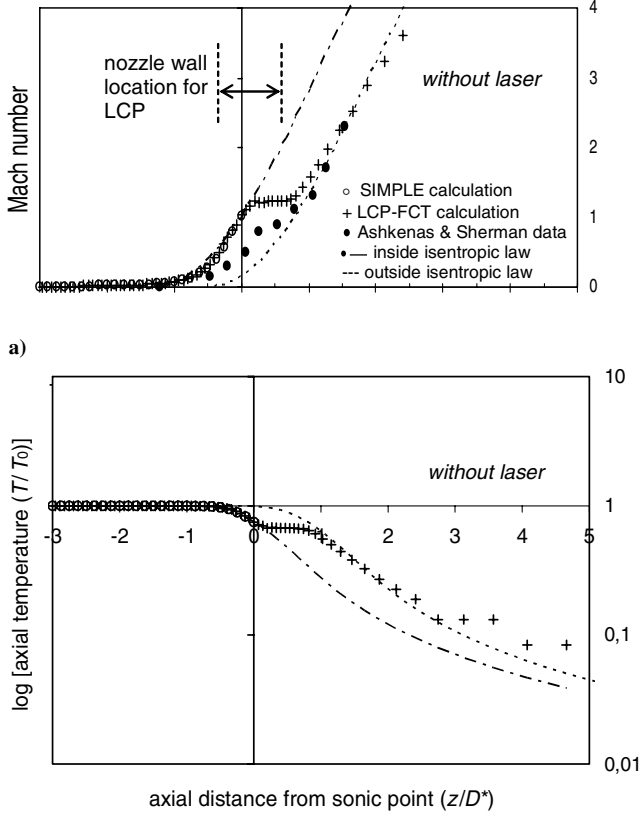 4
nozzle wall
location for
LCP
without laser
3
Mach number
2
SIMPLE calculation
LCP-FCT calculation
Ashkenas & Sherman data
inside isentropic law
outside isentropic law
1
0
a)
10
without laser
1
-3 -2 -1 0 1 2 3 4 5
log [axial temperature (T/T0)]
0,1
0,01
axial distance from sonic point (z/D*)